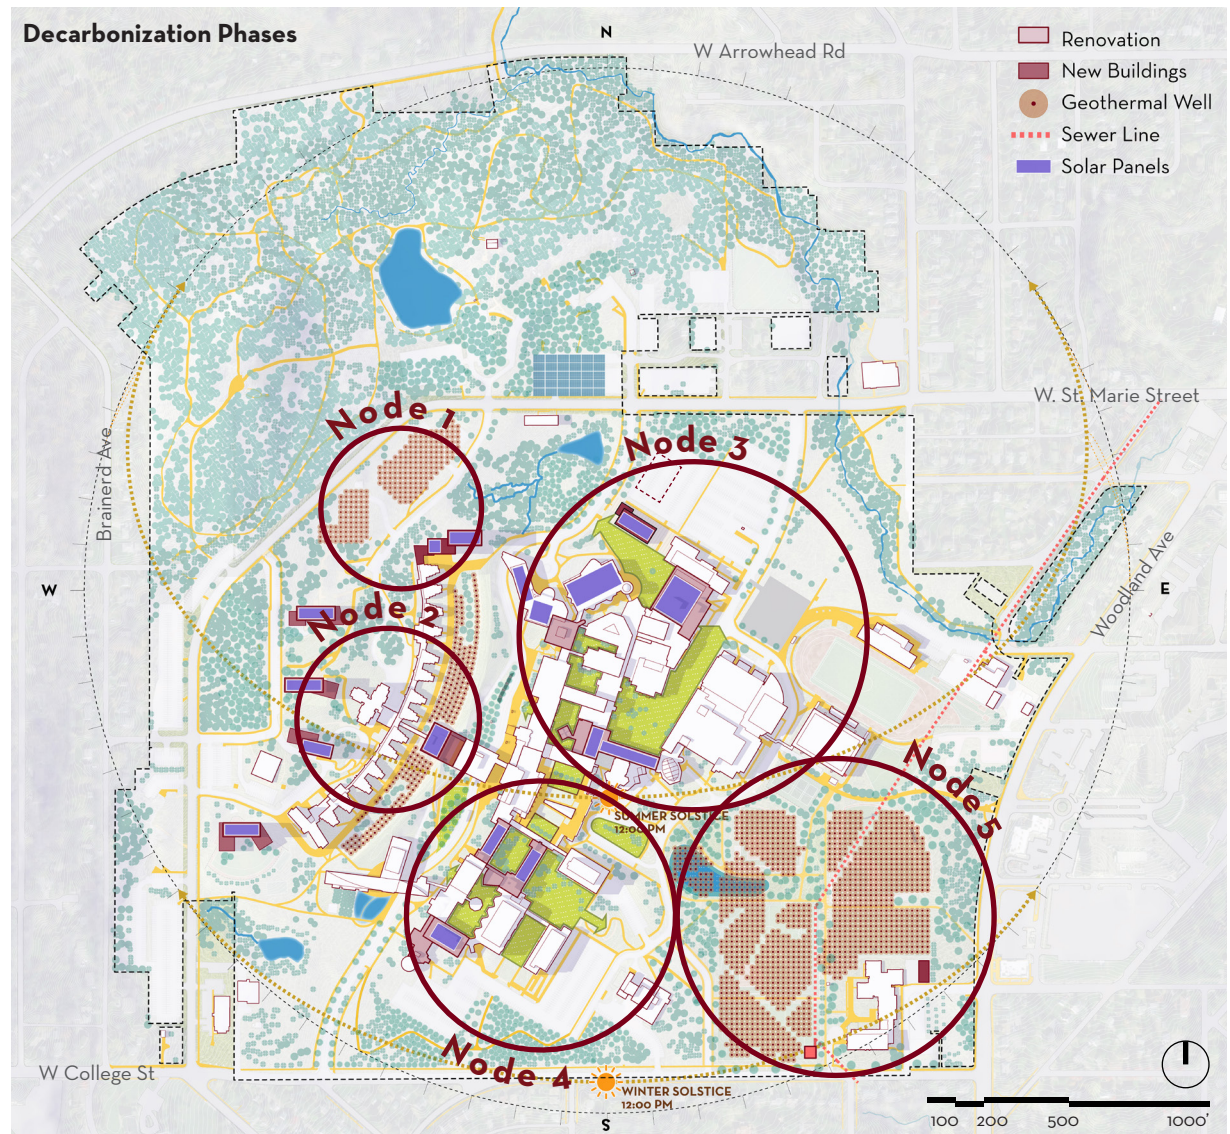 Decarbonization Phases
N
W Arrowhead Rd
Renovation
New Buildings
Geothermal Well
Sewer Line
Solar Panels
W. St. Marie Street
Brainerd Ave
Node 1
Node 3
Woodland Ave
W
E
Node 2
Node 5
SUMMER SOLSTICE
12:00 PM
Node 4
W College St
WINTER SOLSTICE
12:00 PM
S
100 200 500 1000'